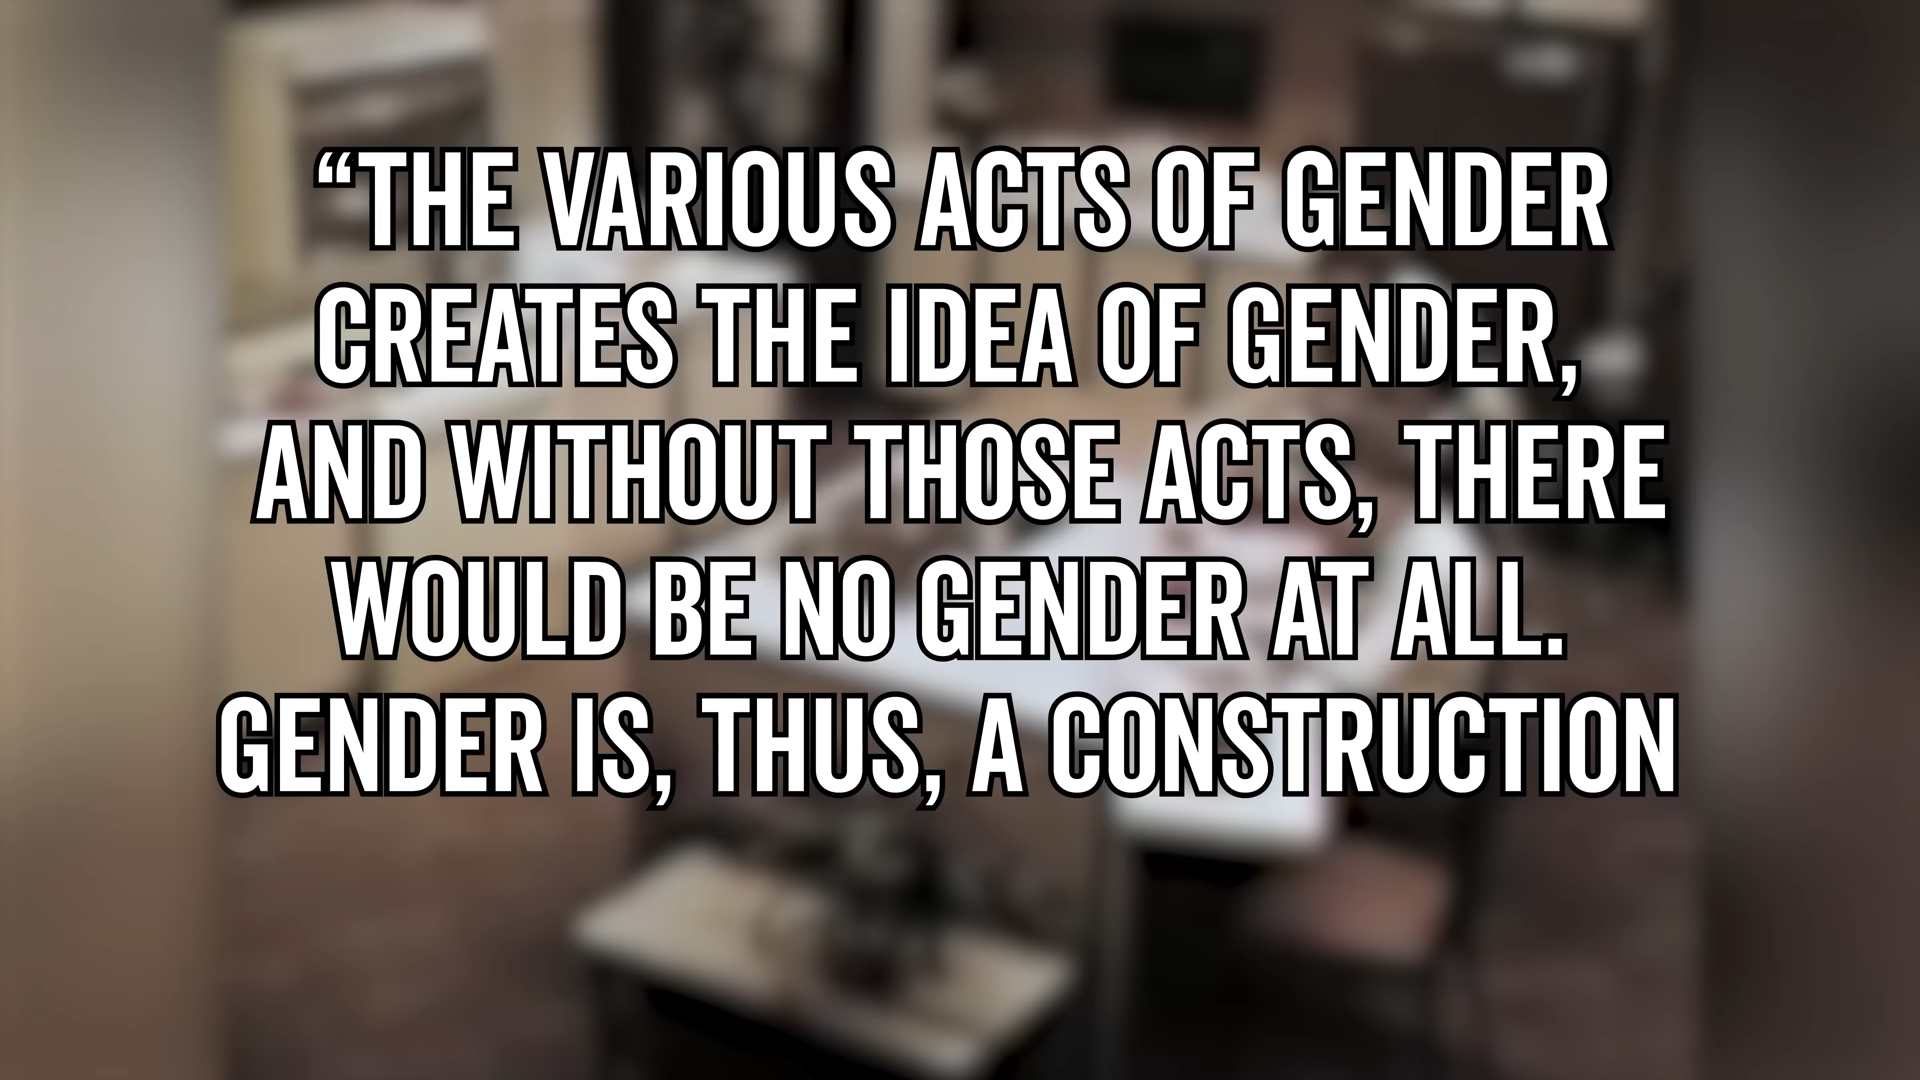 “THE VARIOUS ACTS OF GENDER
CREATES THE IDEA OF GENDER,
AND WITHOUT THOSE ACTS, THERE
WOULD BE NO GENDER AT ALL.
GENDER IS, THUS, A CONSTRUCTION